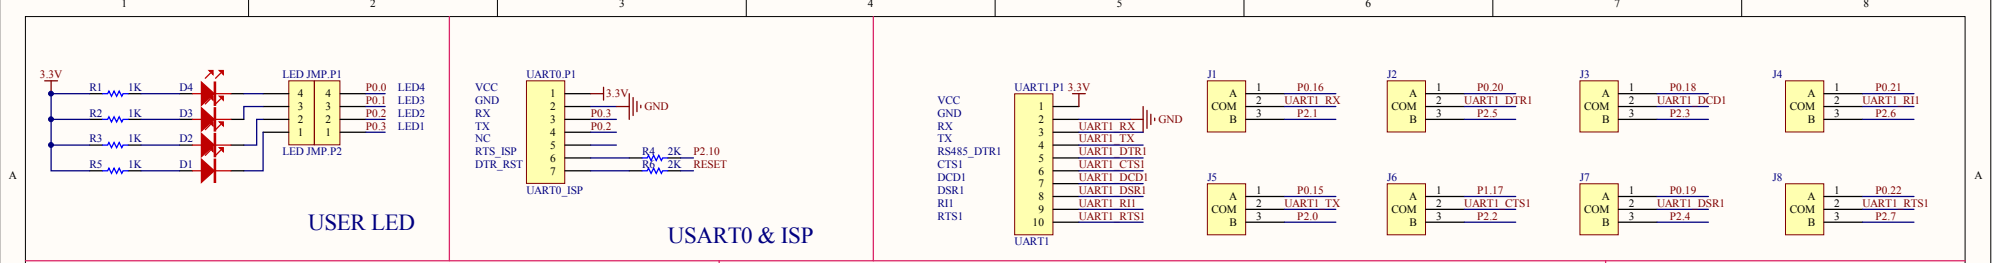 1 2 3 4 5 6 7 8
A
A
3.3V
R1 1K D4
R2 1K D3
R3 1K D2
R5 1K D1
LED JMP.P1
4 4 P0.0 LED4
3 3 P0.1 LED3
2 2 P0.2 LED2
1 1 P0.3 LED1
LED JMP.P2
USER LED
UART0.P1
VCC 1 3.3V
GND 2 GND
RX 3 P0.3
TX 4 P0.2
NC 5
RTS_ISP 6 R4 2K P2.10
DTR_RST 7 R6 2K RESET
UART0_ISP
USART0 & ISP
UART1.P1 3.3V
VCC 1
GND 2 GND
RX 3 UART1_RX
TX 4 UART1_TX
RS485_DTR1 5 UART1_DTR1
CTS1 6 UART1_CTS1
DCD1 7 UART1_DCD1
DSR1 8 UART1_DSR1
RI1 9 UART1_RI1
RTS1 10 UART1_RTS1
UART1
J1
A 1 P0.16
COM 2 UART1_RX
B 3 P2.1
J2
A 1 P0.20
COM 2 UART1_DTR1
B 3 P2.5
J3
A 1 P0.18
COM 2 UART1_DCD1
B 3 P2.3
J4
A 1 P0.21
COM 2 UART1_RI1
B 3 P2.6
J5
A 1 P0.15
COM 2 UART1_TX
B 3 P2.0
J6
A 1 P1.17
COM 2 UART1_CTS1
B 3 P2.2
J7
A 1 P0.19
COM 2 UART1_DSR1
B 3 P2.4
J8
A 1 P0.22
COM 2 UART1_RTS1
B 3 P2.7